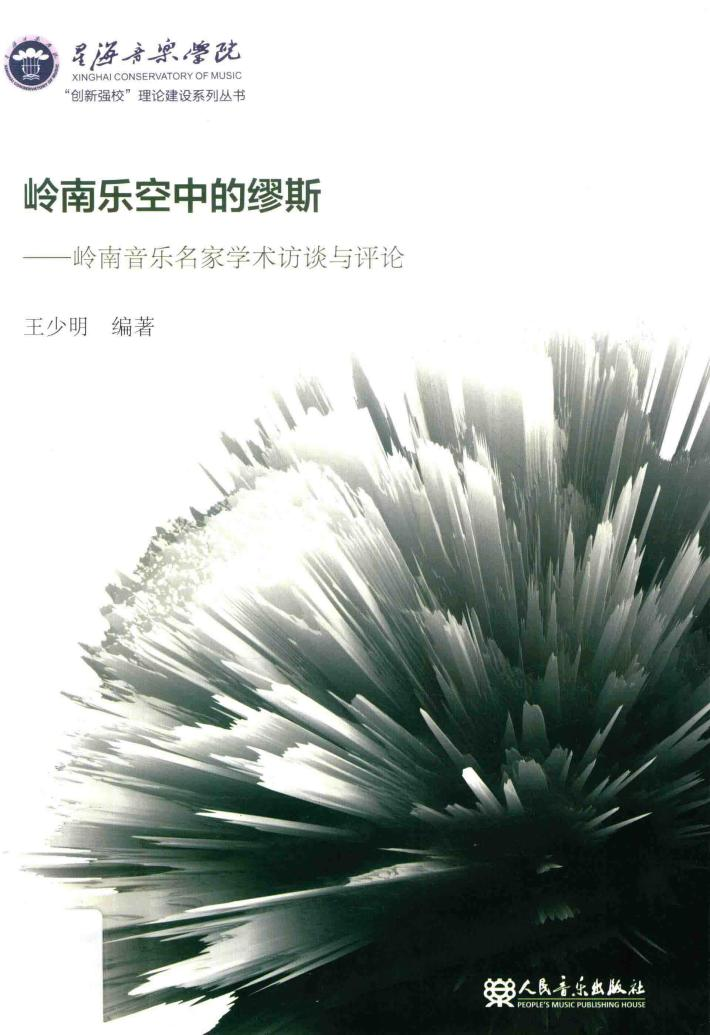 星海音乐学院
XINGHAI CONSERVATORY OF MUSIC
“创新强校”理论建设系列丛书
岭南乐空中的缪斯
——岭南音乐名家学术访谈与评论
王少明 编著
人民音乐出版社
PEOPLE'S MUSIC PUBLISHING HOUSE